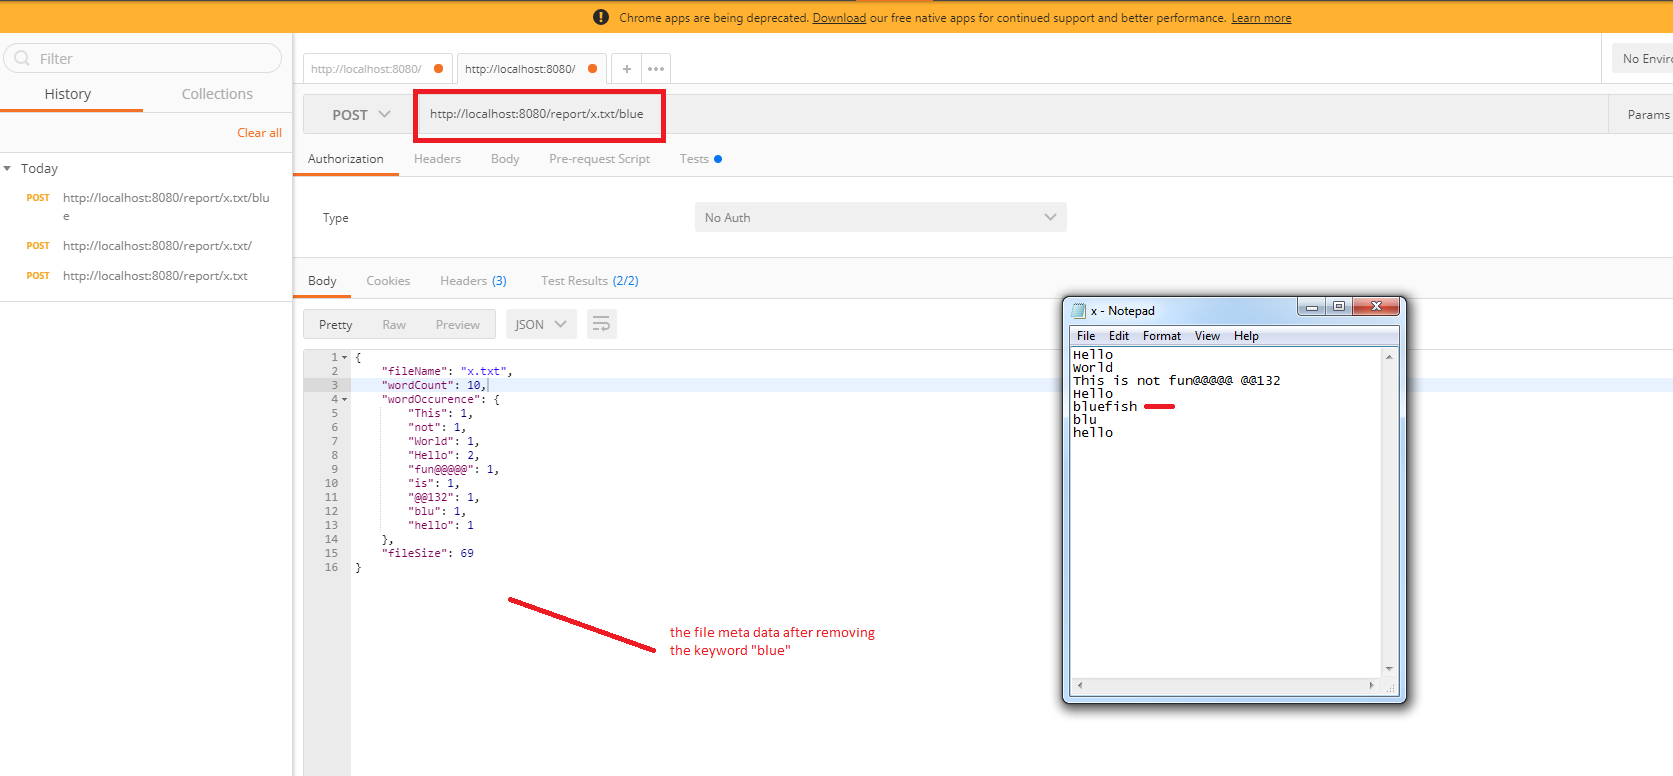 Chrome apps are being deprecated. Download our free native apps for continued support and better performance. Learn more
Filter
History Collections
Clear all
Today
POST http://localhost:8080/report/x.txt/blu
e
POST http://localhost:8080/report/x.txt/
POST http://localhost:8080/report/x.txt
http://localhost:8080/ http://localhost:8080/
No Enviro
POST http://localhost:8080/report/x.txt/blue Params
Authorization Headers Body Pre-request Script Tests
Type No Auth
Body Cookies Headers (3) Test Results (2/2)
Pretty Raw Preview JSON
1 {
2 "fileName": "x.txt",
3 "wordCount": 10,
4 "wordOccurence": {
5 "This": 1,
6 "not": 1,
7 "World": 1,
8 "Hello": 2,
9 "fun@@@@@": 1,
10 "is": 1,
11 "@@132": 1,
12 "blu": 1,
13 "hello": 1
14 },
15 "fileSize": 69
16 }
the file meta data after removing
the keyword "blue"
x - Notepad
File Edit Format View Help
Hello
World
This is not fun@@@@@ @@132
Hello
bluefish
blu
hello